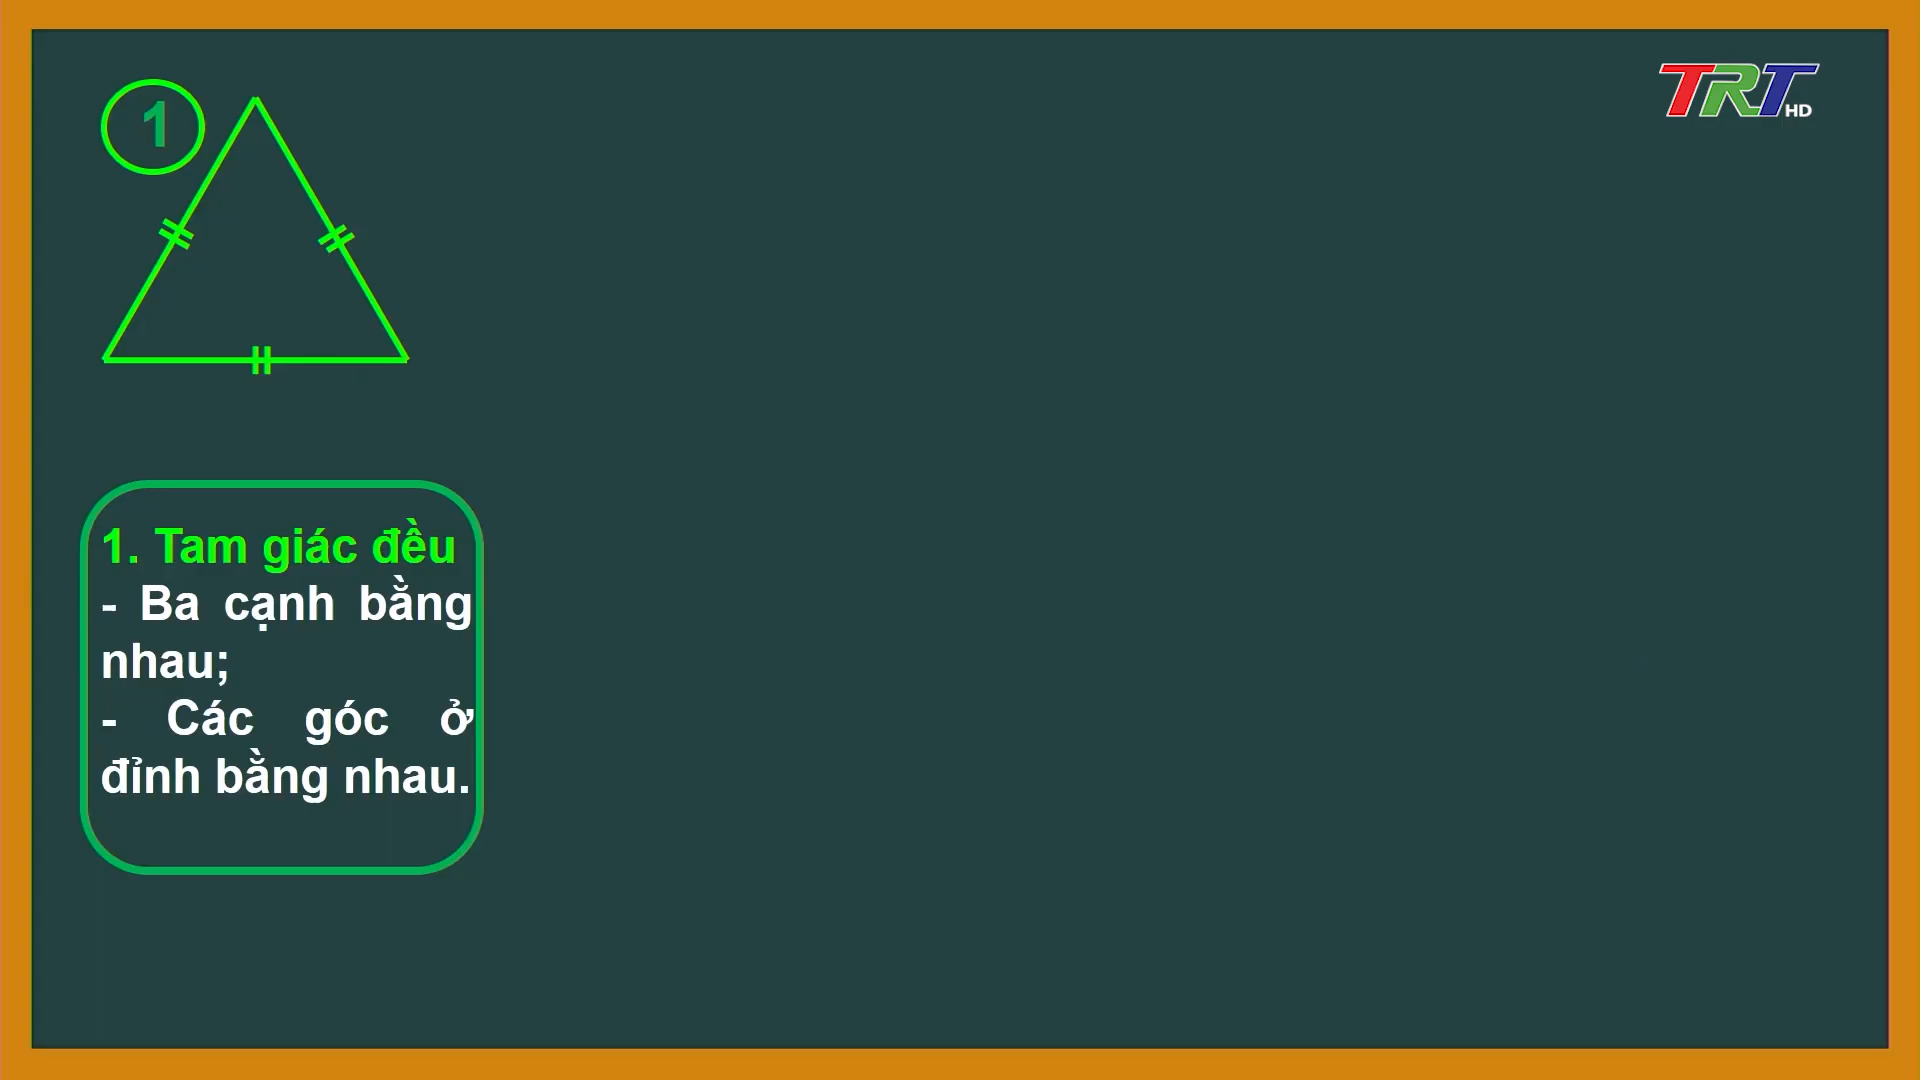 1
TRT HD
1. Tam giác đều
- Ba cạnh bằng
nhau;
- Các góc ở
đỉnh bằng nhau.